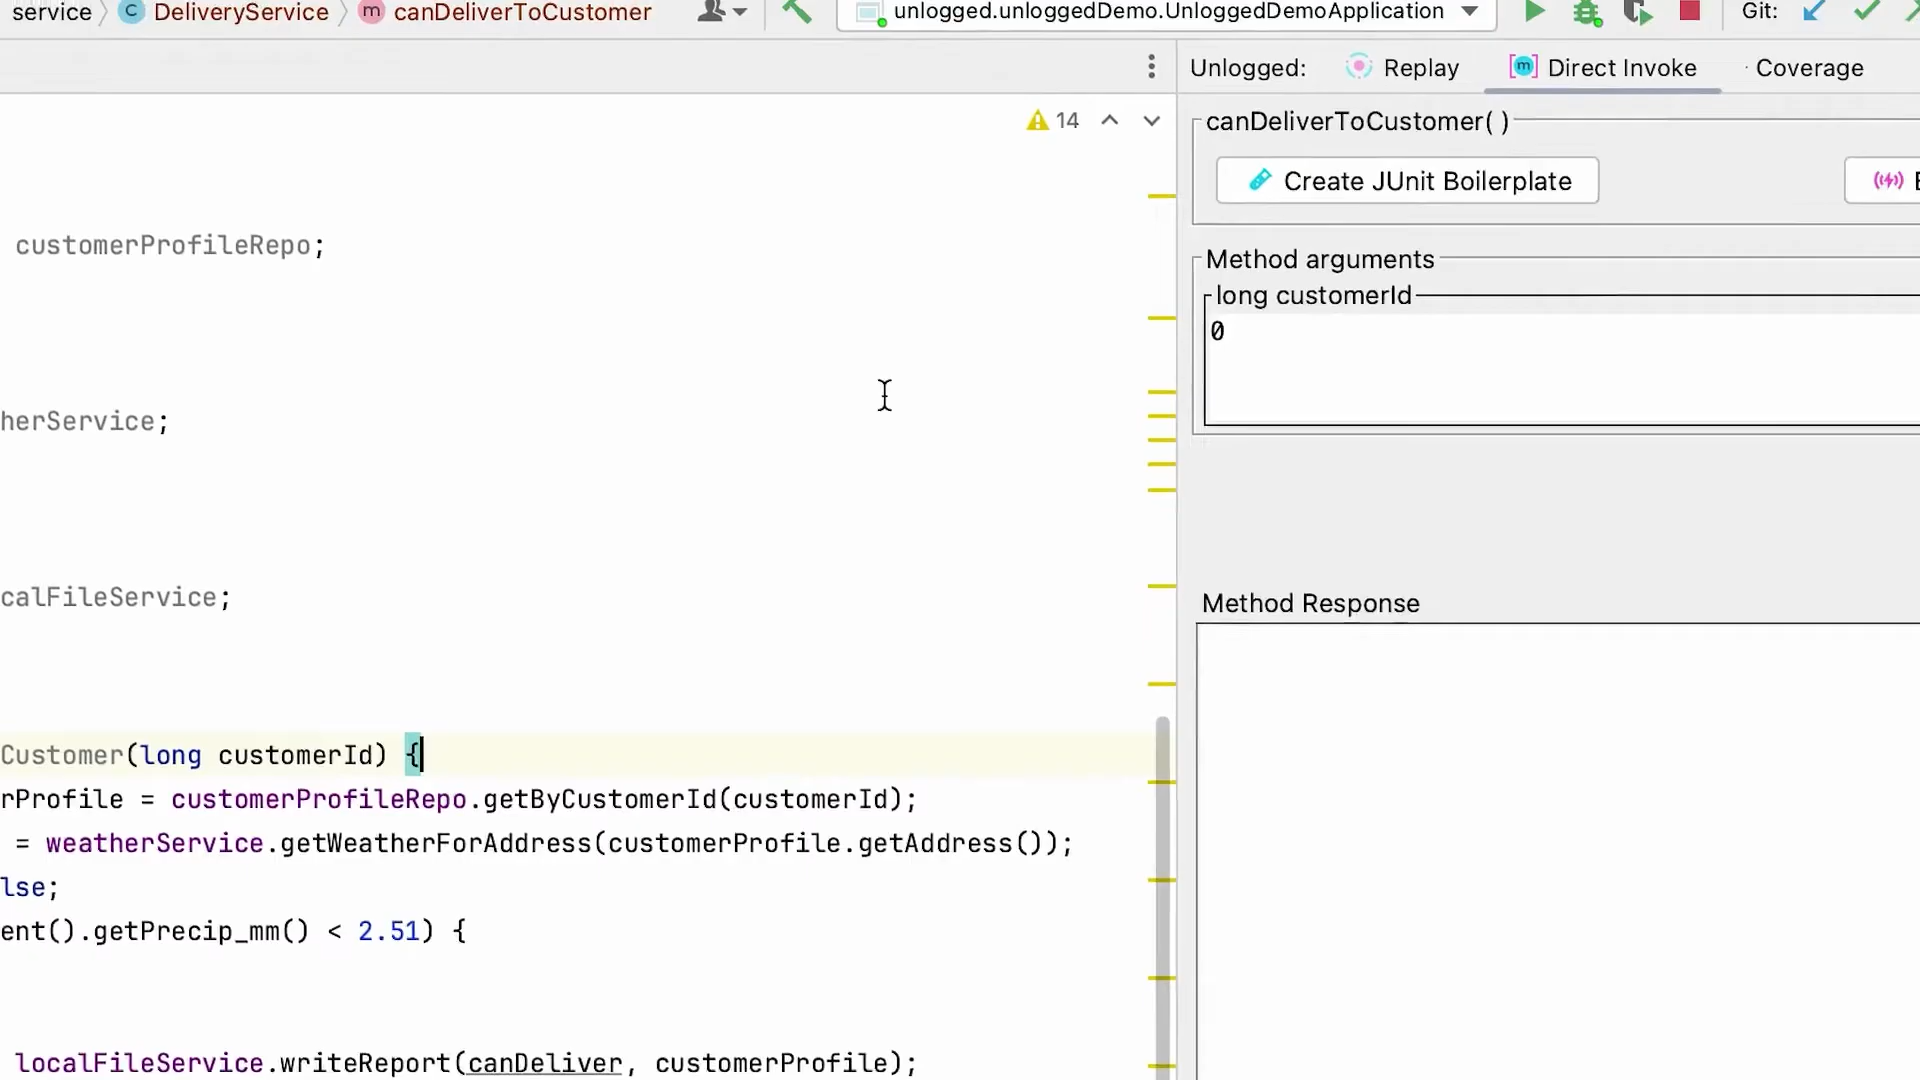 service DeliveryService canDeliverToCustomer unlogged.unloggedDemo.UnloggedDemoApplication Git:
Unlogged: Replay Direct Invoke Coverage
14
canDeliverToCustomer( )
Create JUnit Boilerplate
Method arguments
long customerId
0
Method Response
customerProfileRepo;
herService;
calFileService;
Customer(long customerId) {
rProfile = customerProfileRepo.getByCustomerId(customerId);
= weatherService.getWeatherForAddress(customerProfile.getAddress());
lse;
ent().getPrecip_mm() < 2.51) {
localFileService.writeReport(canDeliver, customerProfile);